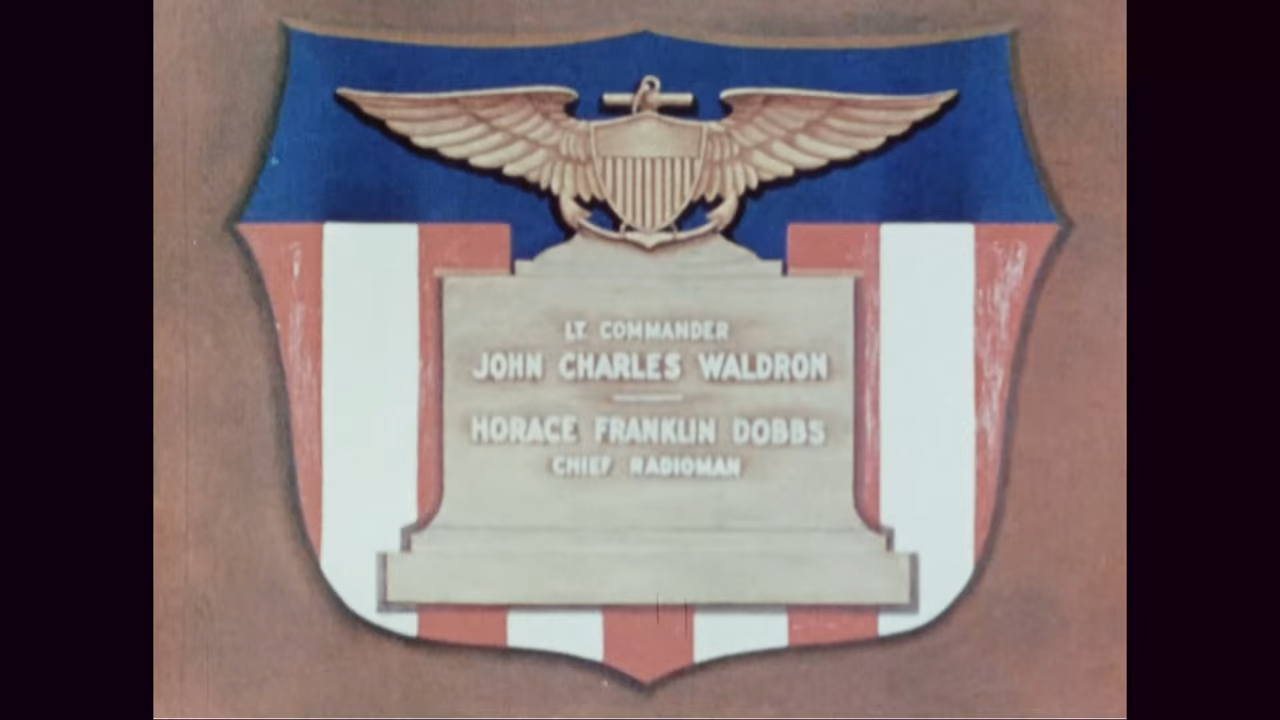 LT. COMMANDER
JOHN CHARLES WALDRON
HORACE FRANKLIN DOBBS
CHIEF RADIOMAN